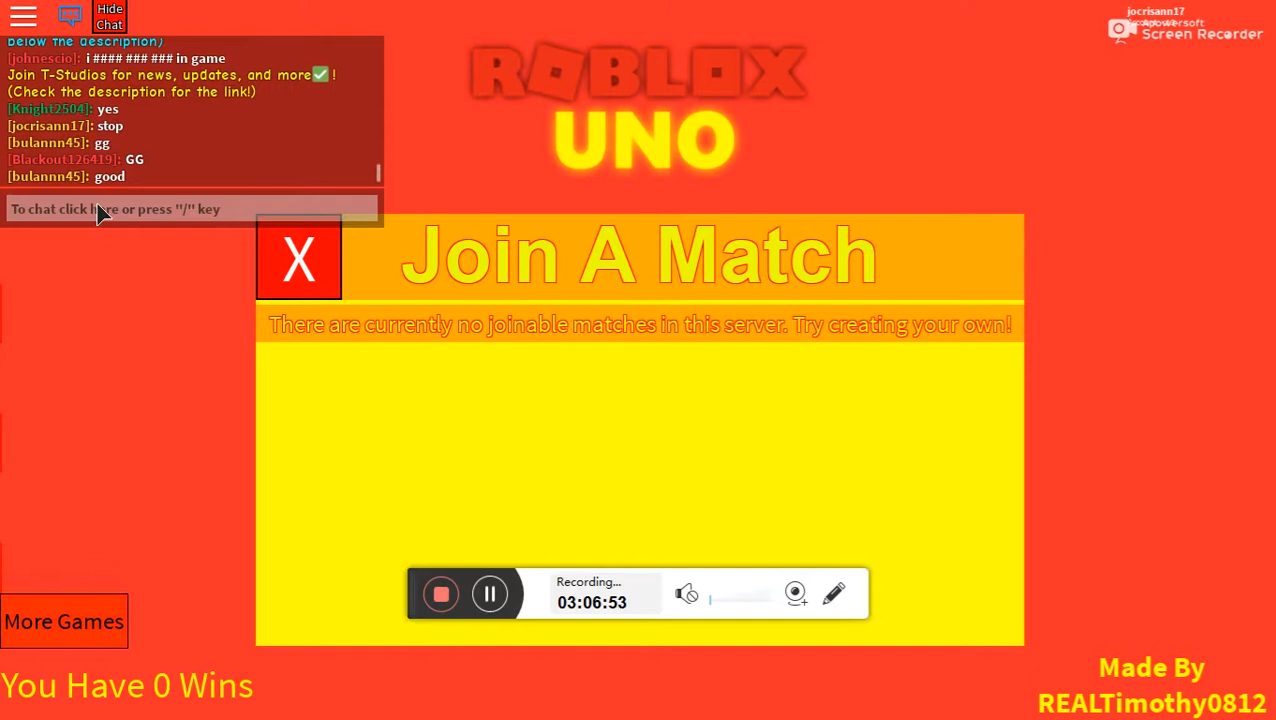 Hide
Chat
below the description)
[johnescio]: i #### ### ### in game
Join T-Studios for news, updates, and more✅!
(Check the description for the link!)
[Knight2504]: yes
[jocrisann17]: stop
[bulannn45]: gg
[Blackout126419]: GG
[bulannn45]: good
To chat click here or press "/" key
jocrisann17
Apowersoft
Screen Recorder
ROBLOX
UNO
X
Join A Match
There are currently no joinable matches in this server. Try creating your own!
Recording...
03:06:53
More Games
You Have 0 Wins
Made By
REALTimothy0812